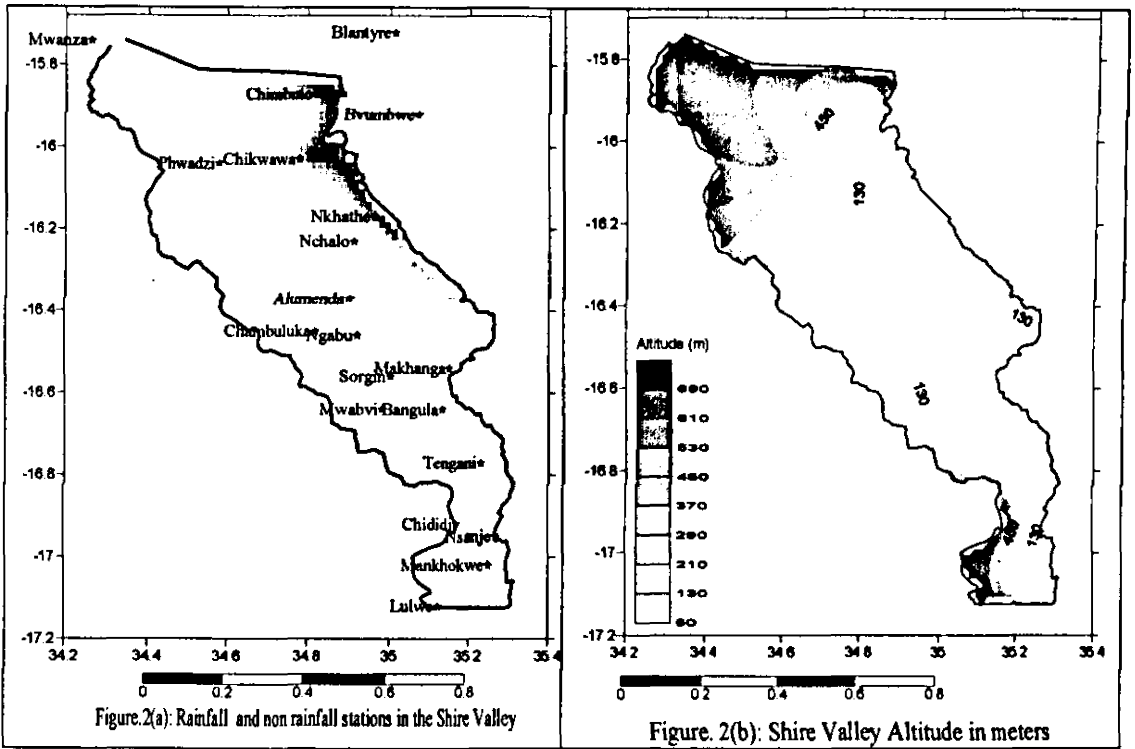 Mwanza*
Blantyre*
-15.8
Chimbulo
Bvumbwe*
-16
Phwadzi*
Chikwawa*
-16.2
Nkhathe
Nchalo*
-16.4
Alumenda*
Chambuluka*
Ngabu*
Makhanga*
-16.6
Sorgin*
Mwabvi*
Bangula*
-16.8
Tengani*
Chididi*
Nsanje*
-17
Mankhokwe*
Lulwe*
-17.2
34.2 34.4 34.6 34.8 35 35.2 35.4
0 0.2 0.4 0.6 0.8
Figure.2(a): Rainfall and non rainfall stations in the Shire Valley
-15.8
-16
-16.2
-16.4
-16.6
-16.8
-17
-17.2
130
130
130
Altitude (m)
690
610
530
450
370
290
210
130
50
34.2 34.4 34.6 34.8 35 35.2 35.4
0 0.2 0.4 0.6 0.8
Figure. 2(b): Shire Valley Altitude in meters